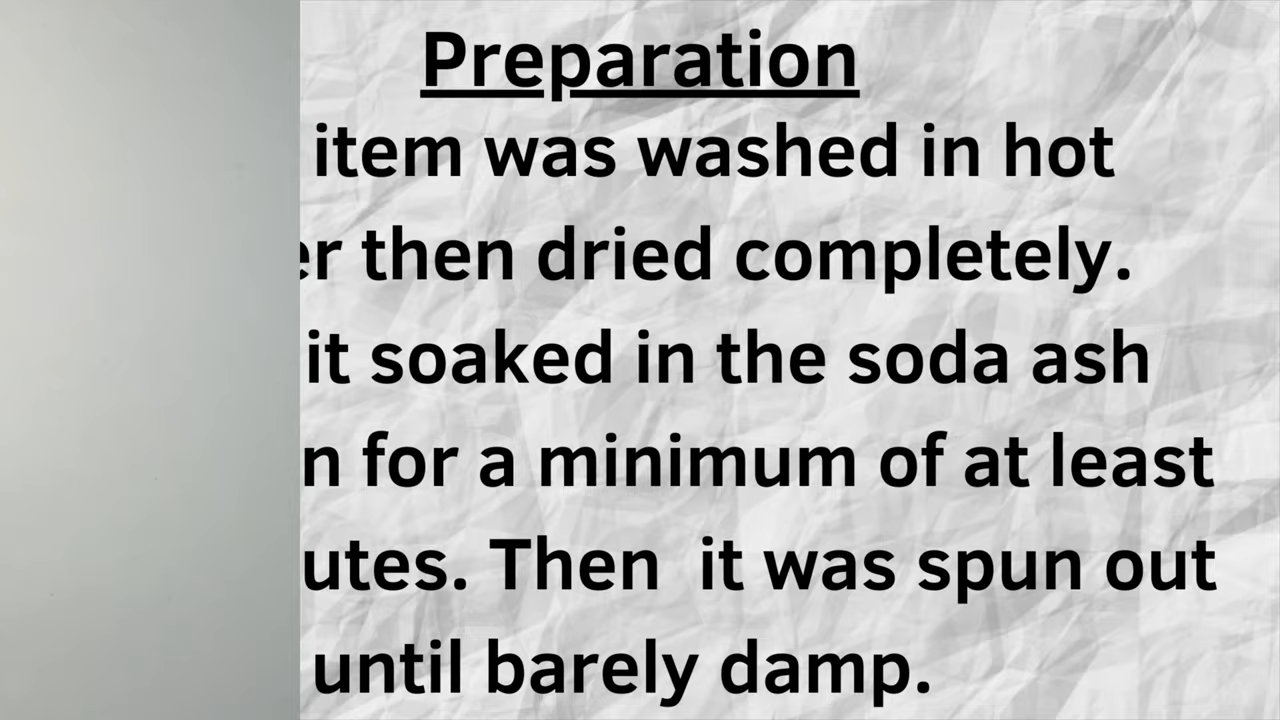 Preparation
item was washed in hot
er then dried completely.
it soaked in the soda ash
n for a minimum of at least
utes. Then it was spun out
until barely damp.